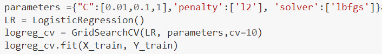 parameters ={"C":[0.01,0.1,1],'penalty':['l2'], 'solver':['lbfgs']}
LR = LogisticRegression()
logreg_cv = GridSearchCV(LR, parameters,cv=10)
logreg_cv.fit(X_train, Y_train)